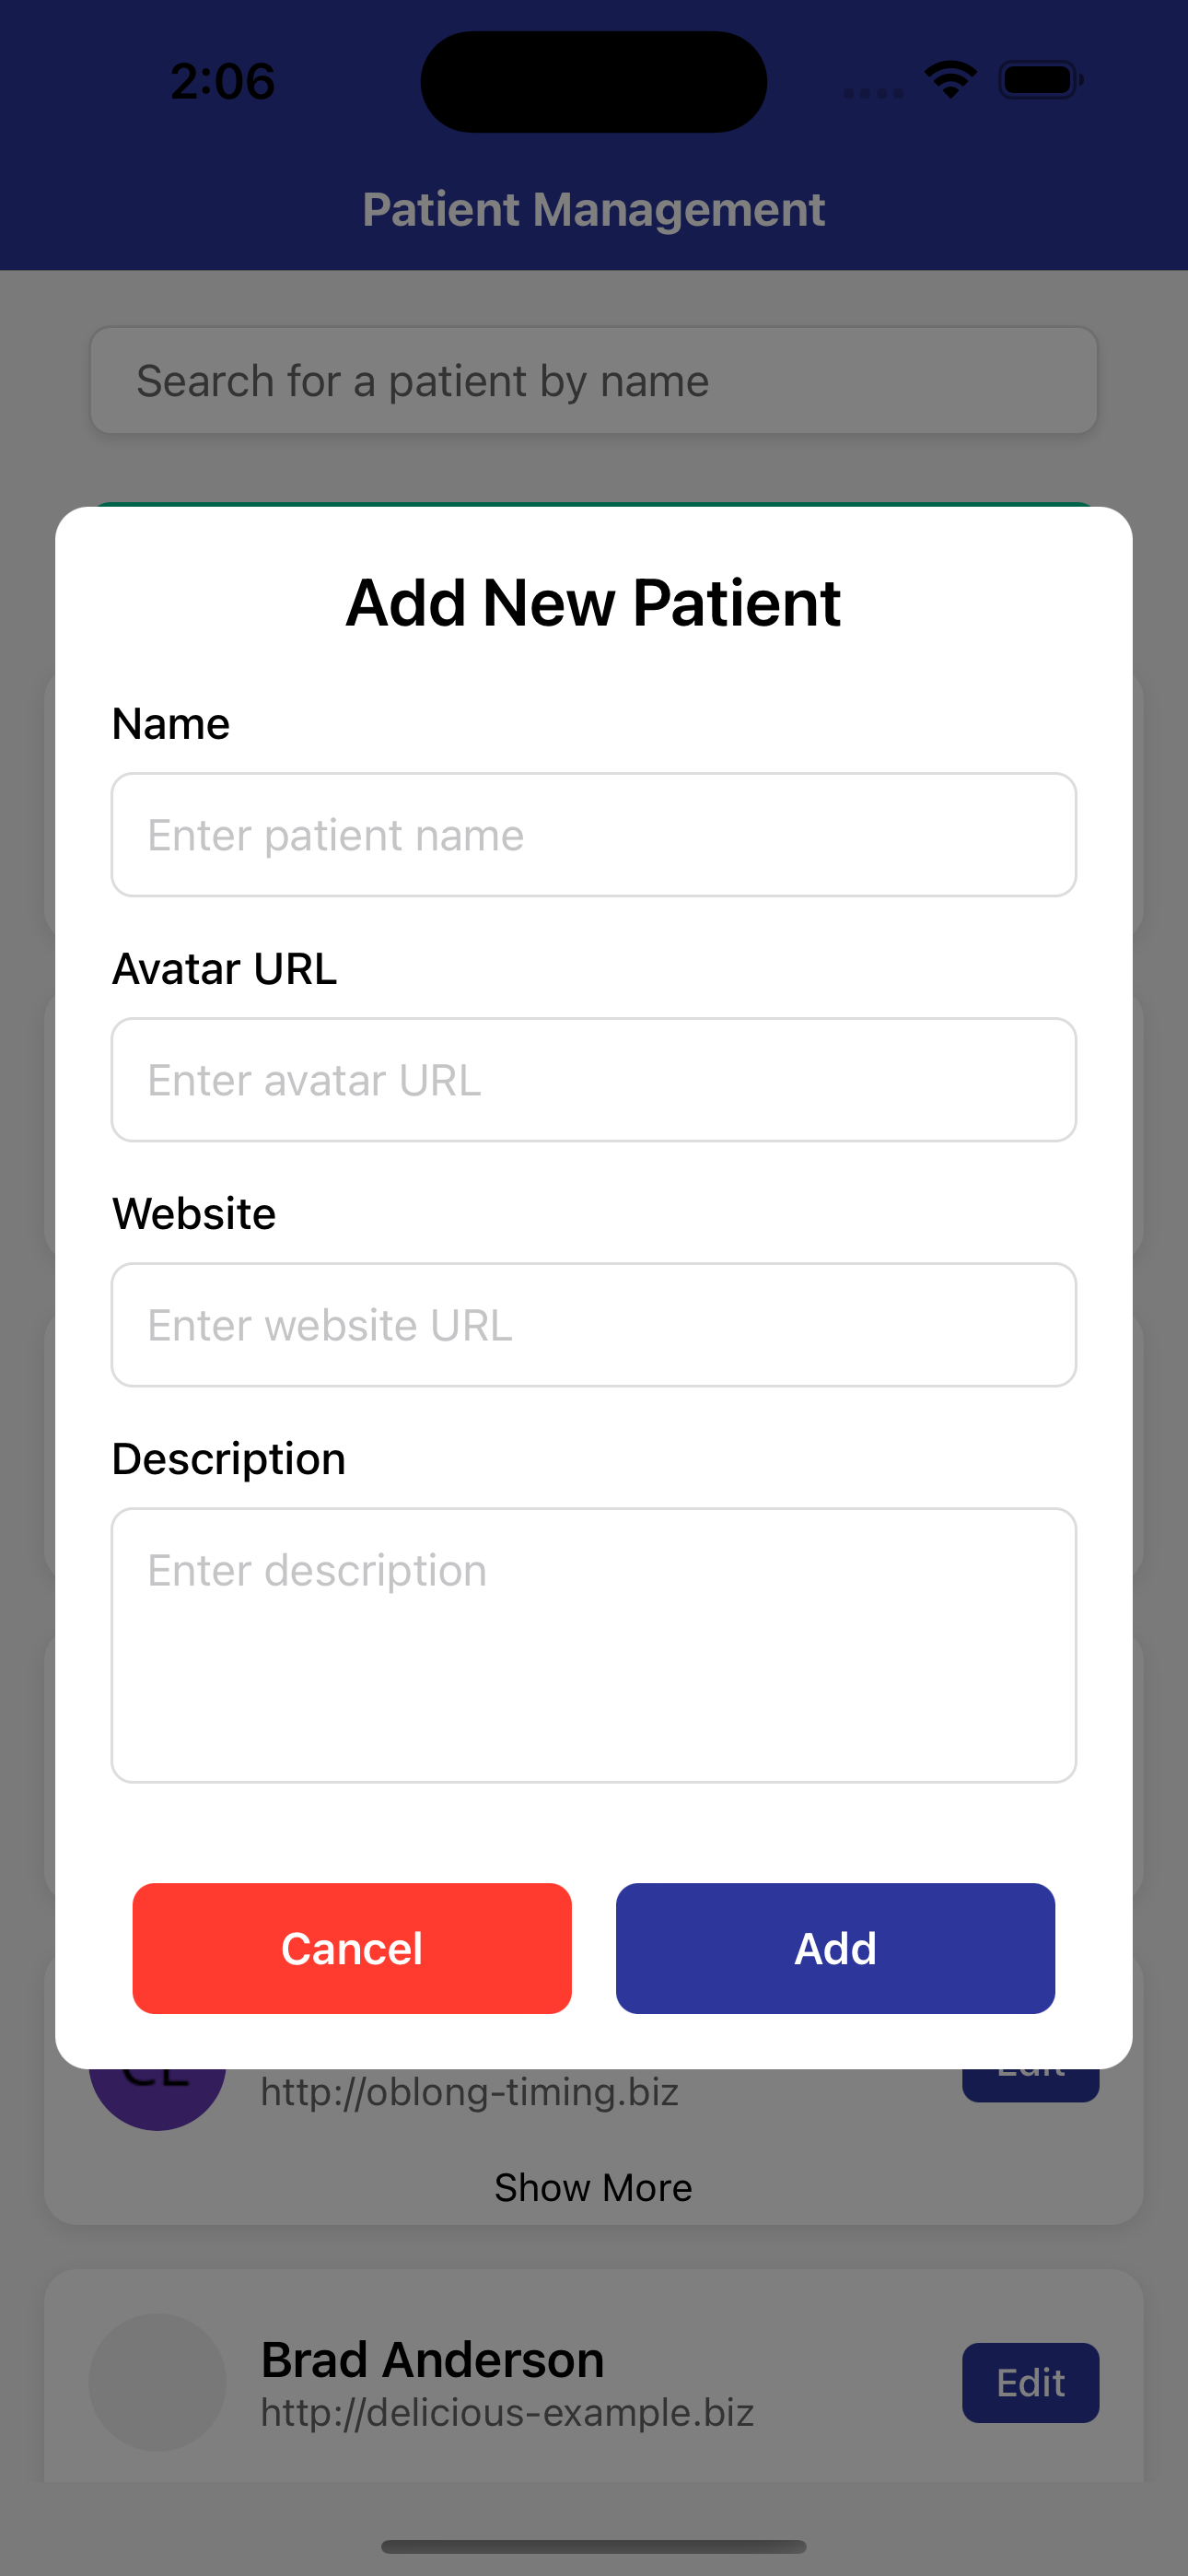 2:06
Patient Management
Search for a patient by name
Add New Patient
Name
Enter patient name
Avatar URL
Enter avatar URL
Website
Enter website URL
Description
Enter description
Cancel
Add
http://oblong-timing.biz
Edit
Show More
Brad Anderson
http://delicious-example.biz
Edit